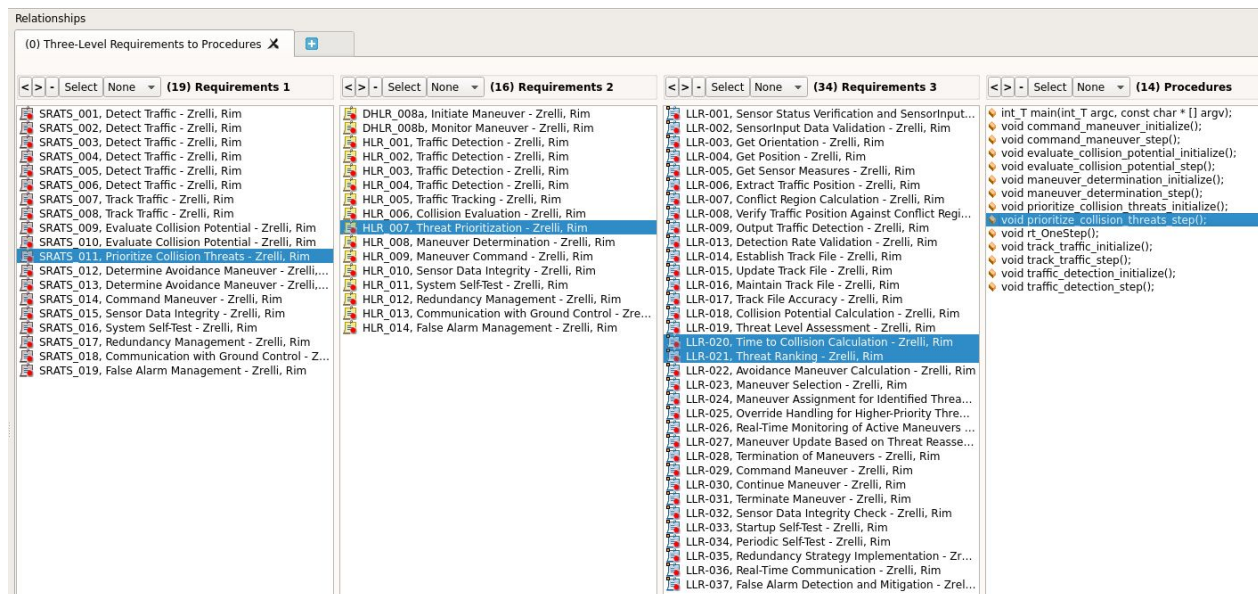 Relationships
(0) Three-Level Requirements to Procedures X
< > - Select None (19) Requirements 1
SRATS_001, Detect Traffic - Zrelli, Rim
SRATS_002, Detect Traffic - Zrelli, Rim
SRATS_003, Detect Traffic - Zrelli, Rim
SRATS_004, Detect Traffic - Zrelli, Rim
SRATS_005, Detect Traffic - Zrelli, Rim
SRATS_006, Detect Traffic - Zrelli, Rim
SRATS_007, Track Traffic - Zrelli, Rim
SRATS_008, Track Traffic - Zrelli, Rim
SRATS_009, Evaluate Collision Potential - Zrelli, Rim
SRATS_010, Evaluate Collision Potential - Zrelli, Rim
SRATS_011, Prioritize Collision Threats - Zrelli, Rim
SRATS_012, Determine Avoidance Maneuver - Zrelli,...
SRATS_013, Determine Avoidance Maneuver - Zrelli,...
SRATS_014, Command Maneuver - Zrelli, Rim
SRATS_015, Sensor Data Integrity - Zrelli, Rim
SRATS_016, System Self-Test - Zrelli, Rim
SRATS_017, Redundancy Management - Zrelli, Rim
SRATS_018, Communication with Ground Control - Z...
SRATS_019, False Alarm Management - Zrelli, Rim
< > - Select None (16) Requirements 2
DHLR_008a, Initiate Maneuver - Zrelli, Rim
DHLR_008b, Monitor Maneuver - Zrelli, Rim
HLR_001, Traffic Detection - Zrelli, Rim
HLR_002, Traffic Detection - Zrelli, Rim
HLR_003, Traffic Detection - Zrelli, Rim
HLR_004, Traffic Detection - Zrelli, Rim
HLR_005, Traffic Tracking - Zrelli, Rim
HLR_006, Collision Evaluation - Zrelli, Rim
HLR_007, Threat Prioritization - Zrelli, Rim
HLR_008, Maneuver Determination - Zrelli, Rim
HLR_009, Maneuver Command - Zrelli, Rim
HLR_010, Sensor Data Integrity - Zrelli, Rim
HLR_011, System Self-Test - Zrelli, Rim
HLR_012, Redundancy Management - Zrelli, Rim
HLR_013, Communication with Ground Control - Zre...
HLR_014, False Alarm Management - Zrelli, Rim
< > - Select None (34) Requirements 3
LLR-001, Sensor Status Verification and SensorInput...
LLR-002, SensorInput Data Validation - Zrelli, Rim
LLR-003, Get Orientation - Zrelli, Rim
LLR-004, Get Position - Zrelli, Rim
LLR-005, Get Sensor Measures - Zrelli, Rim
LLR-006, Extract Traffic Position - Zrelli, Rim
LLR-007, Conflict Region Calculation - Zrelli, Rim
LLR-008, Verify Traffic Position Against Conflict Regi...
LLR-009, Output Traffic Detection - Zrelli, Rim
LLR-013, Detection Rate Validation - Zrelli, Rim
LLR-014, Establish Track File - Zrelli, Rim
LLR-015, Update Track File - Zrelli, Rim
LLR-016, Maintain Track File - Zrelli, Rim
LLR-017, Track File Accuracy - Zrelli, Rim
LLR-018, Collision Potential Calculation - Zrelli, Rim
LLR-019, Threat Level Assessment - Zrelli, Rim
LLR-020, Time to Collision Calculation - Zrelli, Rim
LLR-021, Threat Ranking - Zrelli, Rim
LLR-022, Avoidance Maneuver Calculation - Zrelli, Rim
LLR-023, Maneuver Selection - Zrelli, Rim
LLR-024, Maneuver Assignment for Identified Threa...
LLR-025, Override Handling for Higher-Priority Thre...
LLR-026, Real-Time Monitoring of Active Maneuvers ...
LLR-027, Maneuver Update Based on Threat Reasse...
LLR-028, Termination of Maneuvers - Zrelli, Rim
LLR-029, Command Maneuver - Zrelli, Rim
LLR-030, Continue Maneuver - Zrelli, Rim
LLR-031, Terminate Maneuver - Zrelli, Rim
LLR-032, Sensor Data Integrity Check - Zrelli, Rim
LLR-033, Startup Self-Test - Zrelli, Rim
LLR-034, Periodic Self-Test - Zrelli, Rim
LLR-035, Redundancy Strategy Implementation - Zr...
LLR-036, Real-Time Communication - Zrelli, Rim
LLR-037, False Alarm Detection and Mitigation - Zrel...
< > - Select None (14) Procedures
int_T main(int_T argc, const char * [] argv);
void command_maneuver_initialize();
void command_maneuver_step();
void evaluate_collision_potential_initialize();
void evaluate_collision_potential_step();
void maneuver_determination_initialize();
void maneuver_determination_step();
void prioritize_collision_threats_initialize();
void prioritize_collision_threats_step();
void rt_OneStep();
void track_traffic_initialize();
void track_traffic_step();
void traffic_detection_initialize();
void traffic_detection_step();